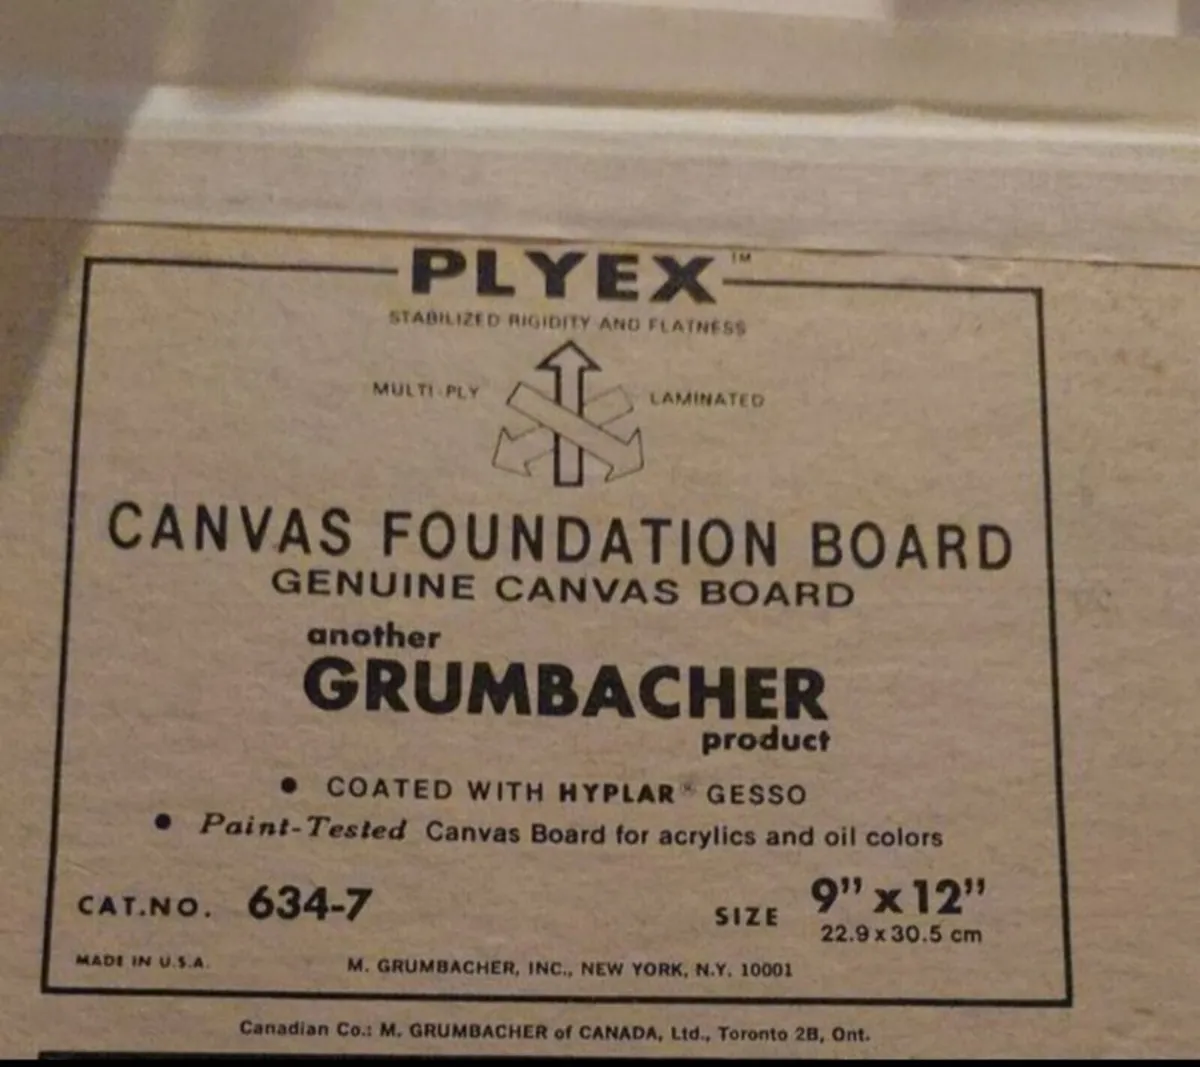 PLYEX™
STABILIZED RIGIDITY AND FLATNESS
MULTI-PLY LAMINATED
CANVAS FOUNDATION BOARD
GENUINE CANVAS BOARD
another
GRUMBACHER
product
• COATED WITH HYPLAR® GESSO
• Paint-Tested Canvas Board for acrylics and oil colors
CAT.NO. 634-7 SIZE 9" x 12"
22.9 x 30.5 cm
MADE IN U.S.A. M. GRUMBACHER, INC., NEW YORK, N.Y. 10001
Canadian Co.: M. GRUMBACHER of CANADA, Ltd., Toronto 2B, Ont.